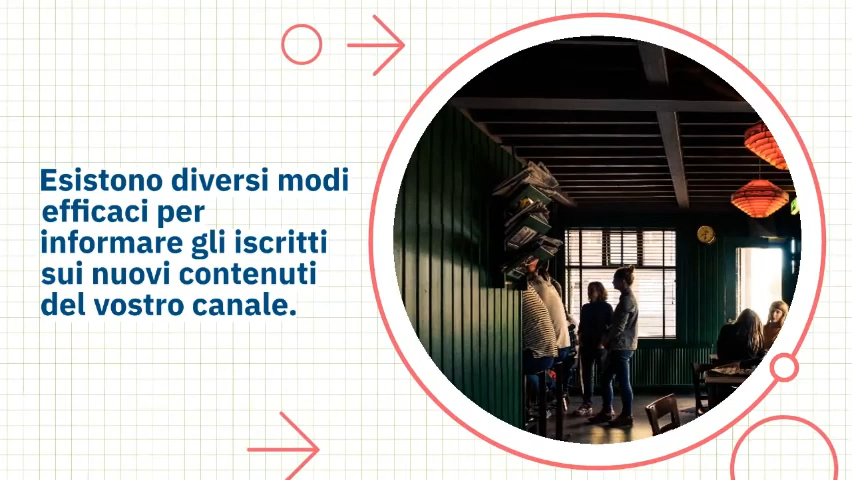 Esistono diversi modi
efficaci per
informare gli iscritti
sui nuovi contenuti
del vostro canale.